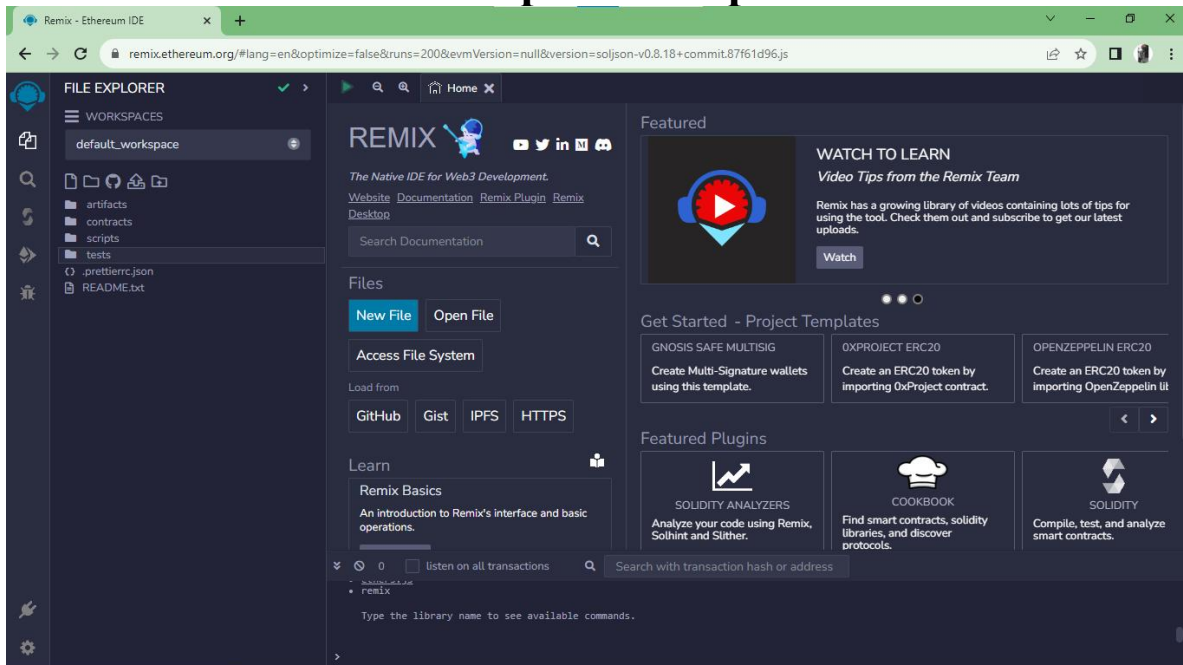 Remix - Ethereum IDE
remix.ethereum.org/#lang=en&optimize=false&runs=200&evmVersion=null&version=soljson-v0.8.18+commit.87f61d96.js
FILE EXPLORER
WORKSPACES
default_workspace
artifacts
contracts
scripts
tests
.prettierrc.json
README.txt
Home
REMIX
The Native IDE for Web3 Development.
Website Documentation Remix Plugin Remix
Desktop
Search Documentation
Files
New File Open File
Access File System
Load from
GitHub Gist IPFS HTTPS
Learn
Remix Basics
An introduction to Remix's interface and basic
operations.
Featured
WATCH TO LEARN
Video Tips from the Remix Team
Remix has a growing library of videos containing lots of tips for
using the tool. Check them out and subscribe to get our latest
uploads.
Watch
Get Started - Project Templates
GNOSIS SAFE MULTISIG
Create Multi-Signature wallets
using this template.
0XPROJECT ERC20
Create an ERC20 token by
importing 0xProject contract.
OPENZEPPELIN ERC20
Create an ERC20 token by
importing OpenZeppelin lib
Featured Plugins
SOLIDITY ANALYZERS
Analyze your code using Remix,
Solhint and Slither.
COOKBOOK
Find smart contracts, solidity
libraries, and discover
protocols.
SOLIDITY
Compile, test, and analyze
smart contracts.
0 listen on all transactions Search with transaction hash or address
remix
Type the library name to see available commands.
>